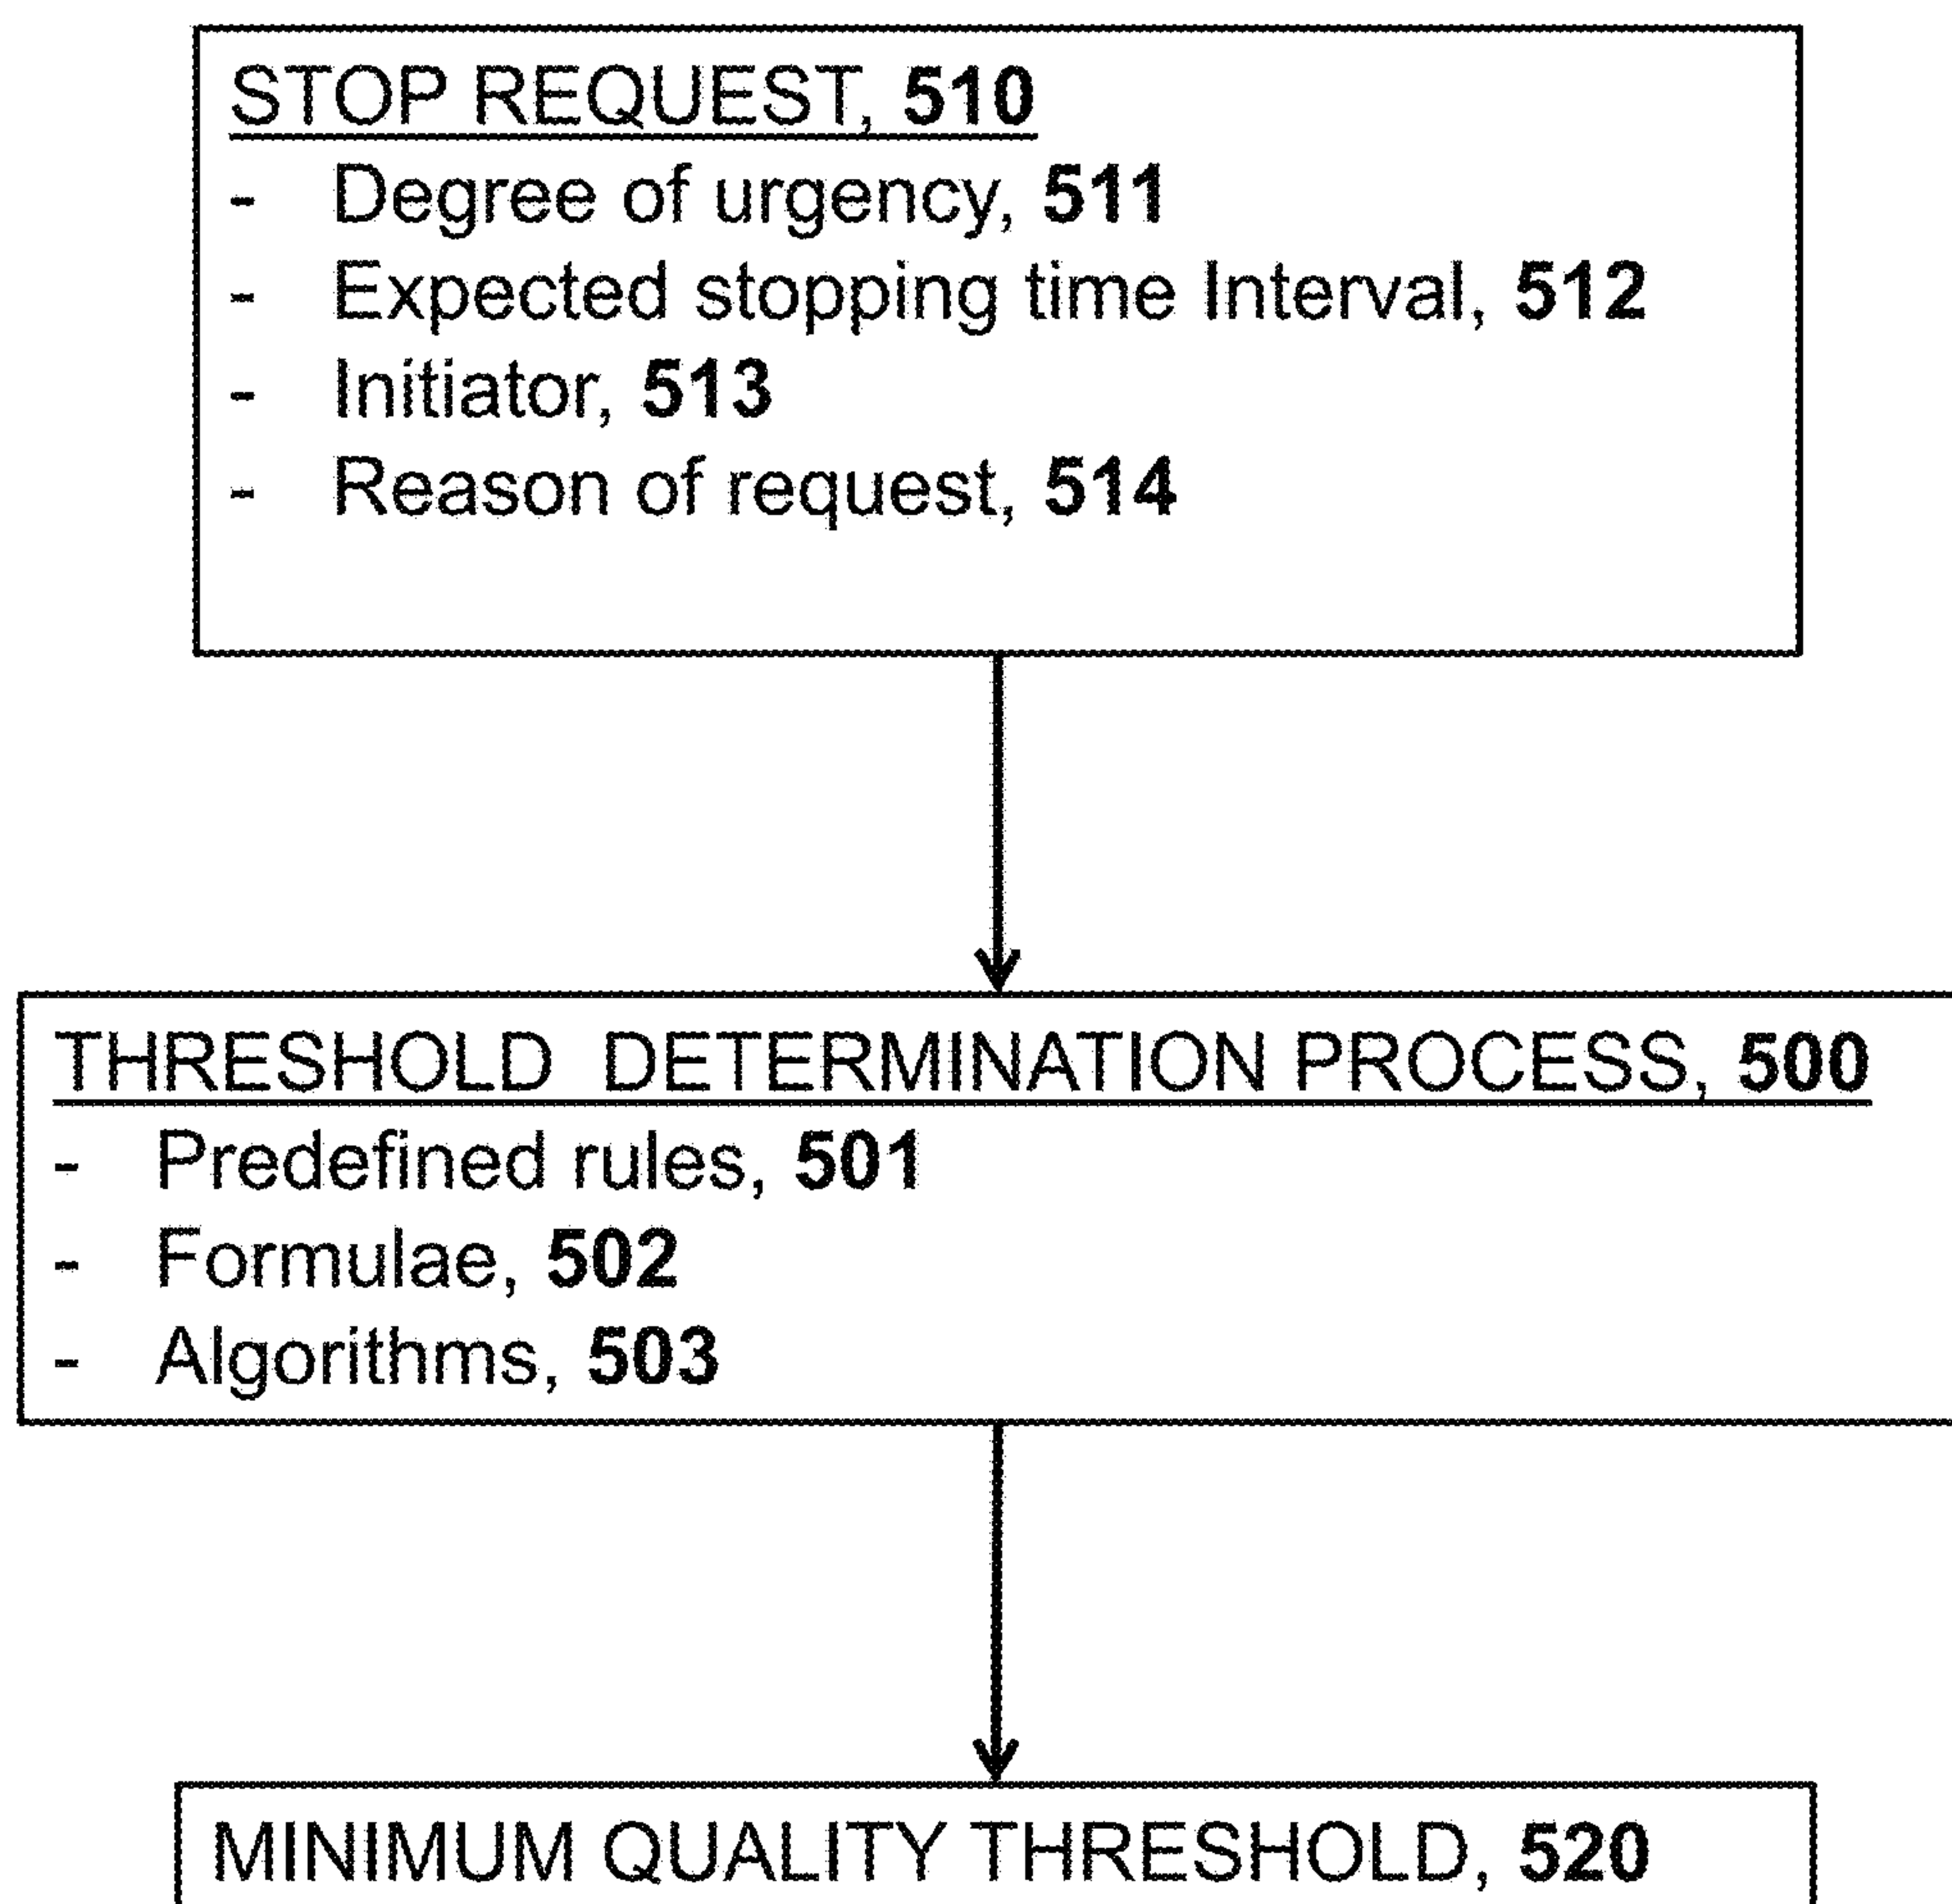 STOP REQUEST, 510
- Degree of urgency, 511
- Expected stopping time Interval, 512
- Initiator, 513
- Reason of request, 514
THRESHOLD DETERMINATION PROCESS, 500
- Predefined rules, 501
- Formulae, 502
- Algorithms, 503
MINIMUM QUALITY THRESHOLD, 520